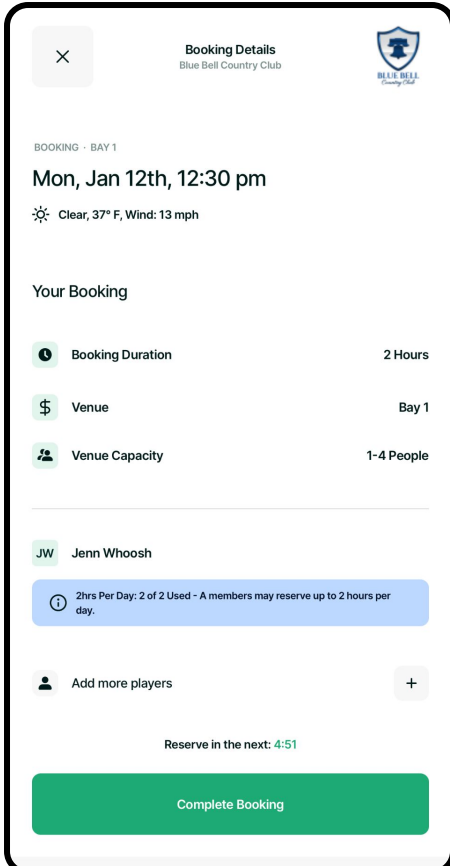 Booking Details
Blue Bell Country Club
BLUE BELL
Country Club
BOOKING · BAY 1
Mon, Jan 12th, 12:30 pm
Clear, 37° F, Wind: 13 mph
Your Booking
Booking Duration 2 Hours
$ Venue Bay 1
Venue Capacity 1-4 People
JW Jenn Whoosh
2hrs Per Day: 2 of 2 Used - A members may reserve up to 2 hours per
day.
Add more players +
Reserve in the next: 4:51
Complete Booking